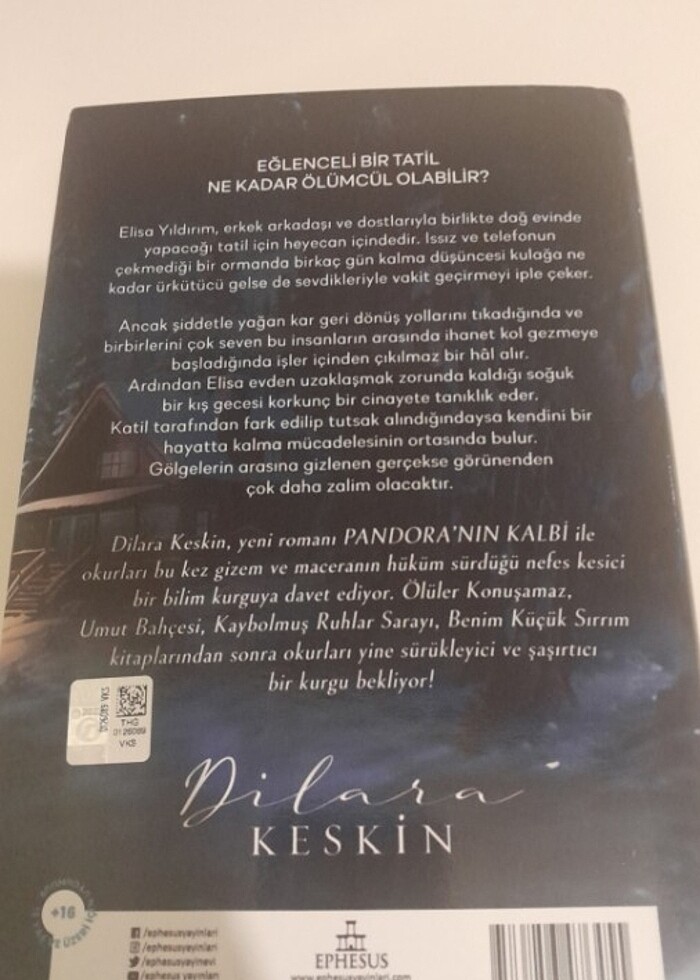 EĞLENCELİ BİR TATİL
NE KADAR ÖLÜMCÜL OLABİLİR?
Elisa Yıldırım, erkek arkadaşı ve dostlarıyla birlikte dağ evinde
yapacağı tatil için heyecan içindedir. Issız ve telefonun
çekmediği bir ormanda birkaç gün kalma düşüncesi kulağa ne
kadar ürkütücü gelse de sevdikleriyle vakit geçirmeyi iple çeker.
Ancak şiddetle yağan kar geri dönüş yollarını tıkadığında ve
birbirlerini çok seven bu insanların arasında ihanet kol gezmeye
başladığında işler içinden çıkılmaz bir hâl alır.
Ardından Elisa evden uzaklaşmak zorunda kaldığı soğuk
bir kış gecesi korkunç bir cinayete tanıklık eder.
Katil tarafından fark edilip tutsak alındığındaysa kendini bir
hayatta kalma mücadelesinin ortasında bulur.
Gölgelerin arasına gizlenen gerçekse görünenden
çok daha zalim olacaktır.
Dilara Keskin, yeni romanı PANDORA'NIN KALBİ ile
okurları bu kez gizem ve maceranın hüküm sürdüğü nefes kesici
bir bilim kurguya davet ediyor. Ölüler Konuşamaz,
Umut Bahçesi, Kaybolmuş Ruhlar Sarayı, Benim Küçük Sırrım
kitaplarından sonra okurları yine sürükleyici ve şaşırtıcı
bir kurgu bekliyor!
THG
0126089
VKS
Dilara
KESKİN
+16
/ephesusyayinlari
/ephesusyayinlari
/ephesusyayinevi
/ephesus yayınları
EPHESUS
www.ephesusyayinlari.com